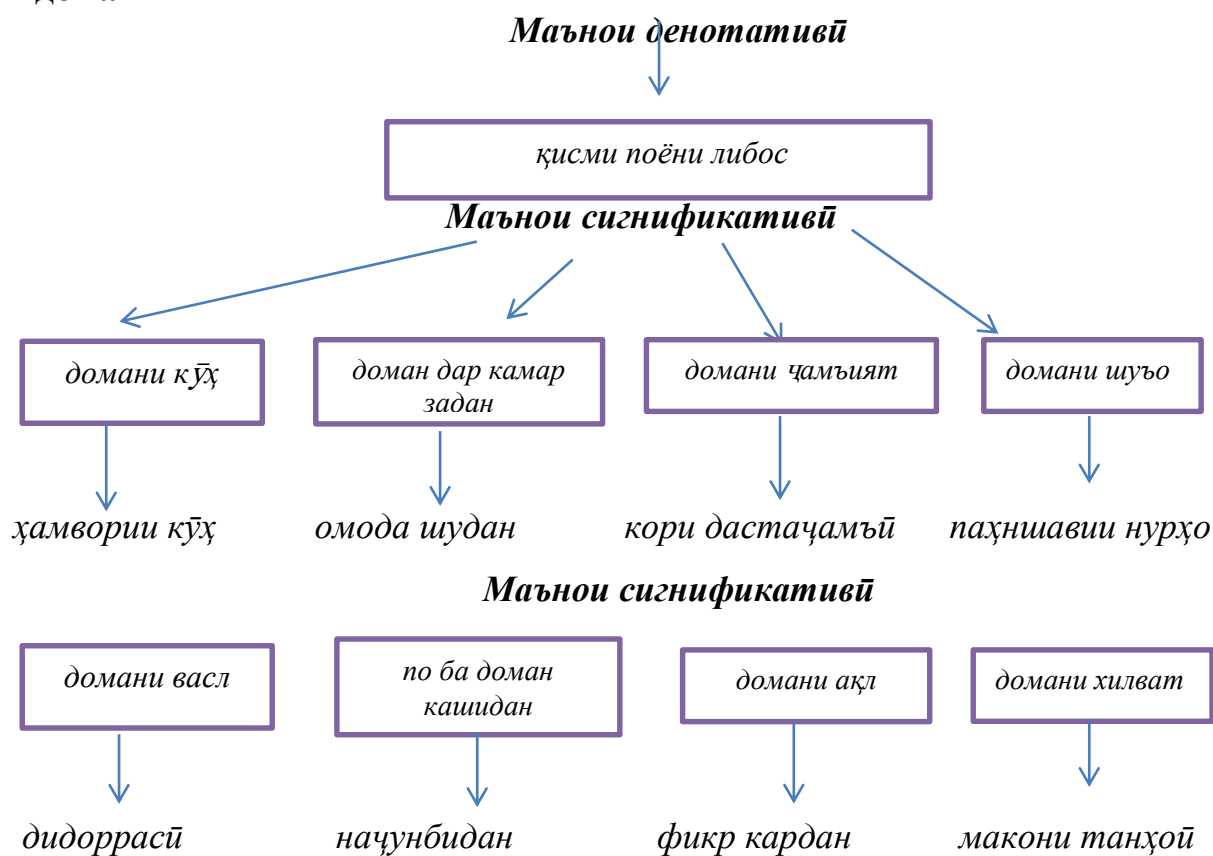 Маънои денотативӣ
қисми поёни либос
Маънои сигнификативӣ
домани кӯҳ
доман дар камар
задан
домани ҷамъият
домани шуъо
ҳамвории кӯҳ
омода шудан
кори дастаҷамъӣ
паҳншавии нурҳо
Маънои сигнификативӣ
домани васл
по ба доман
кашидан
домани ақл
домани хилват
дидоррасӣ
наҷунбидан
фикр кардан
макони танҳоӣ